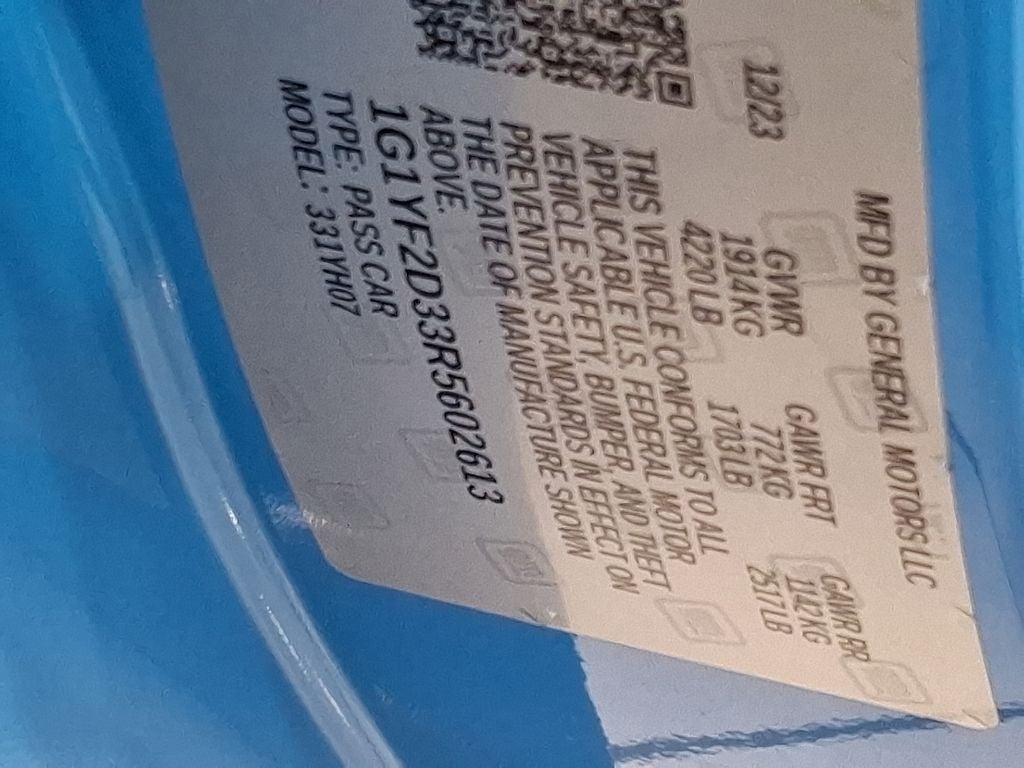 MFD BY GENERAL MOTORS LLC
12/23 GVWR GAWR FRT GAWR RR
1914KG 772KG 1142KG
4220LB 1703LB 2517LB
THIS VEHICLE CONFORMS TO ALL
APPLICABLE U.S. FEDERAL MOTOR
VEHICLE SAFETY, BUMPER, AND THEFT
PREVENTION STANDARDS IN EFFECT ON
THE DATE OF MANUFACTURE SHOWN
ABOVE.
1G1YF2D33R5602613
TYPE: PASS CAR
MODEL: 331YH07